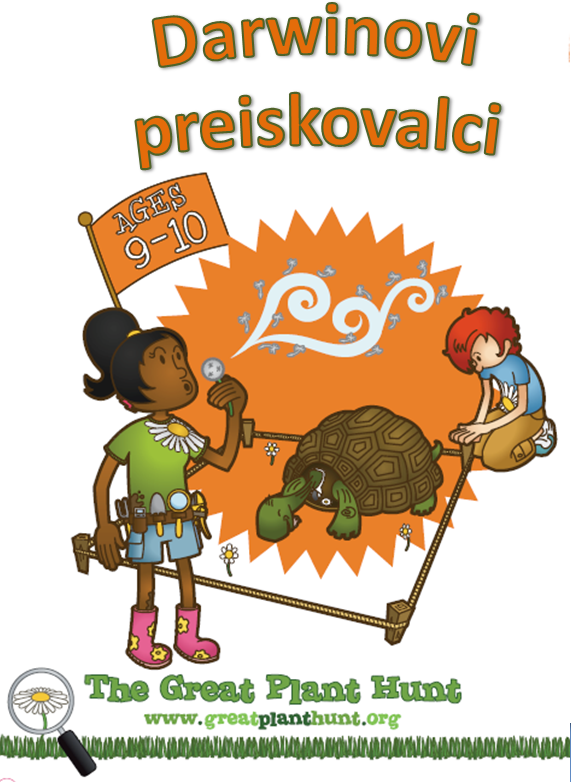 Darwinovi
preiskovalci
AGES
9-10
The Great Plant Hunt
www.greatplanthunt.org